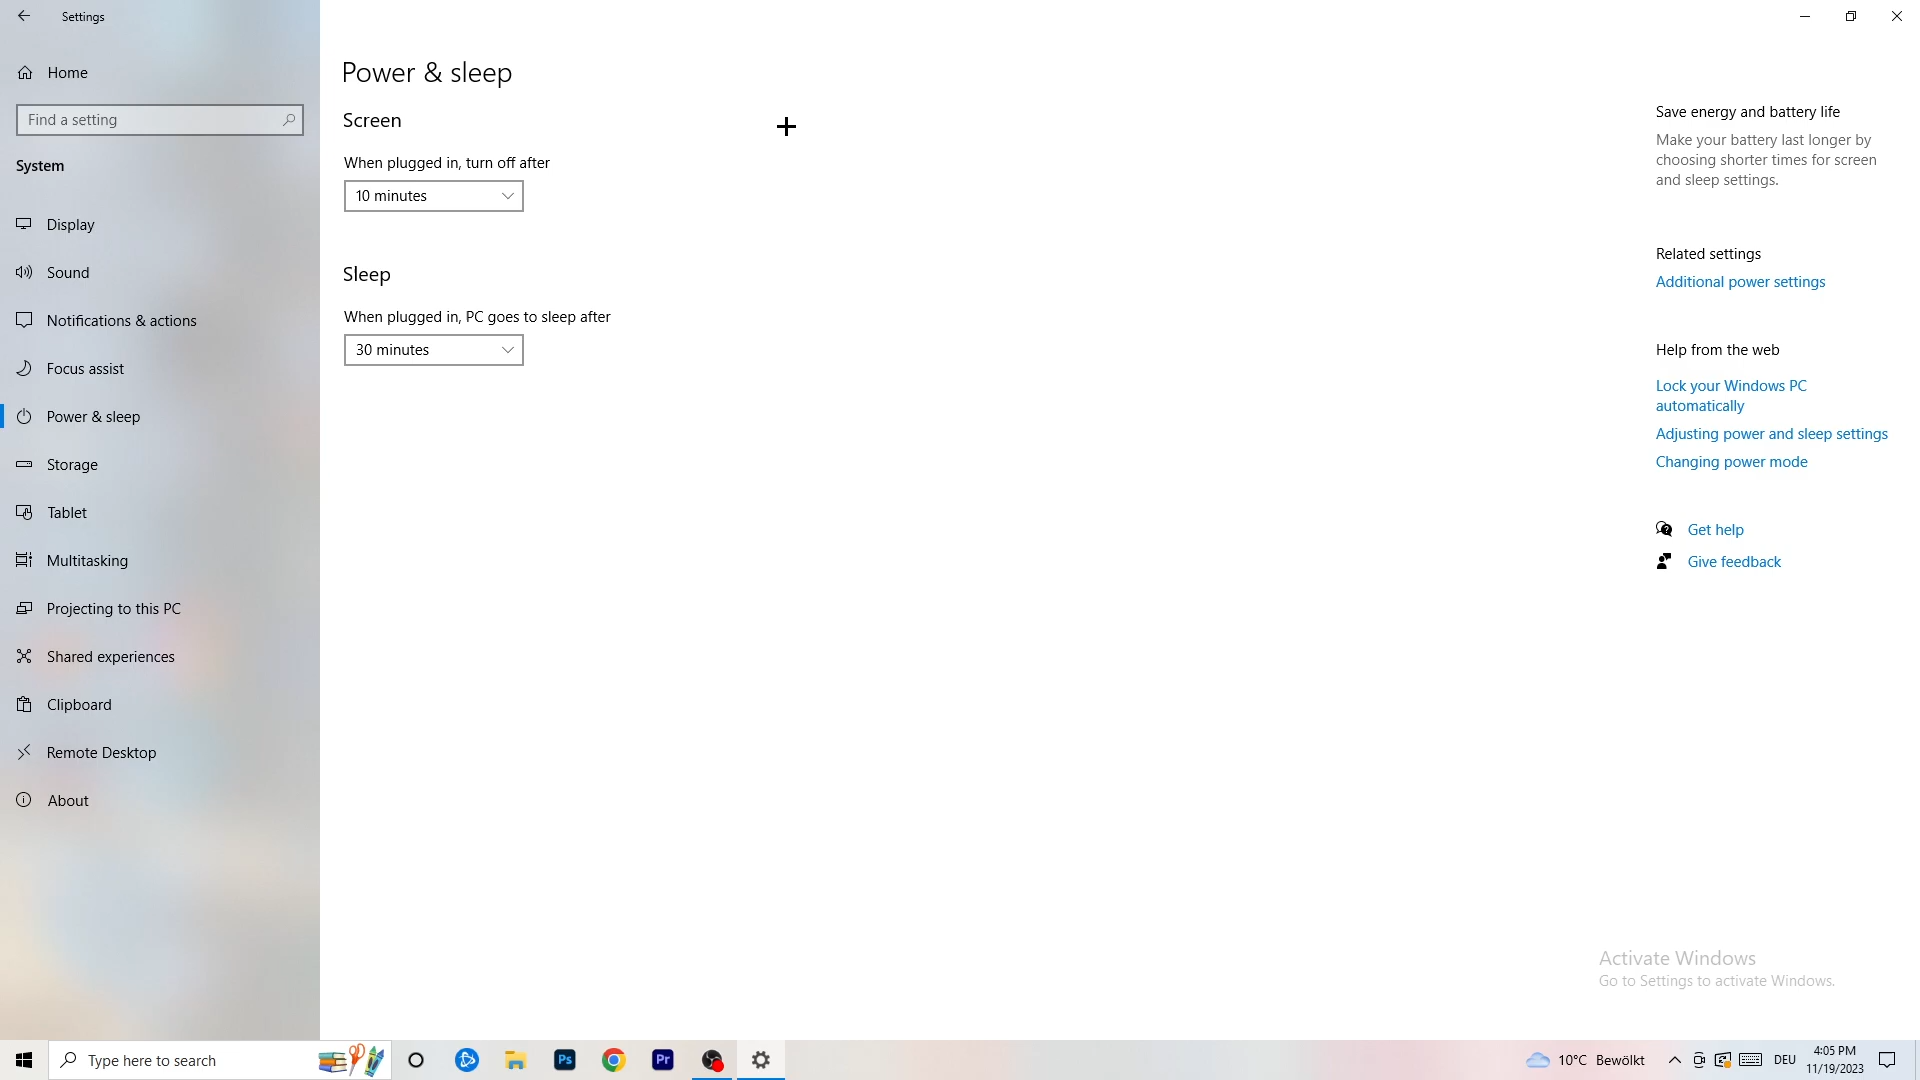 Settings
Home
Find a setting
System
Display
Sound
Notifications & actions
Focus assist
Power & sleep
Storage
Tablet
Multitasking
Projecting to this PC
Shared experiences
Clipboard
Remote Desktop
About
Power & sleep
Screen
When plugged in, turn off after
10 minutes
Sleep
When plugged in, PC goes to sleep after
30 minutes
Save energy and battery life
Make your battery last longer by
choosing shorter times for screen
and sleep settings.
Related settings
Additional power settings
Help from the web
Lock your Windows PC
automatically
Adjusting power and sleep settings
Changing power mode
Get help
Give feedback
Activate Windows
Go to Settings to activate Windows.
Type here to search
Ps
Pr
10°C Bewölkt
DEU
4:05 PM
11/19/2023